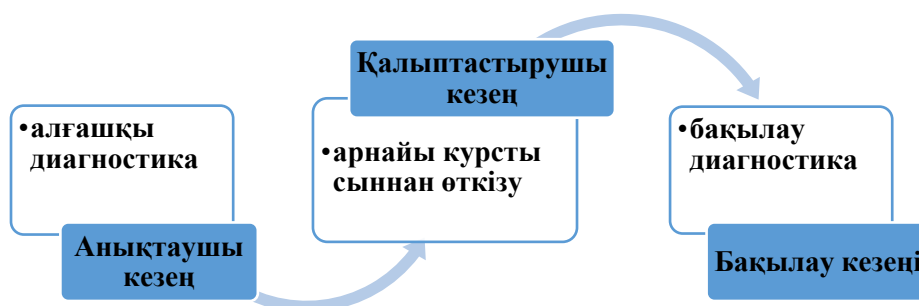 •алғашқы
диагностика
Анықтаушы
кезең
Қалыптастырушы
кезең
•арнайы курсты
сыннан өткізу
•бақылау
диагностика
Бақылау кезеңі